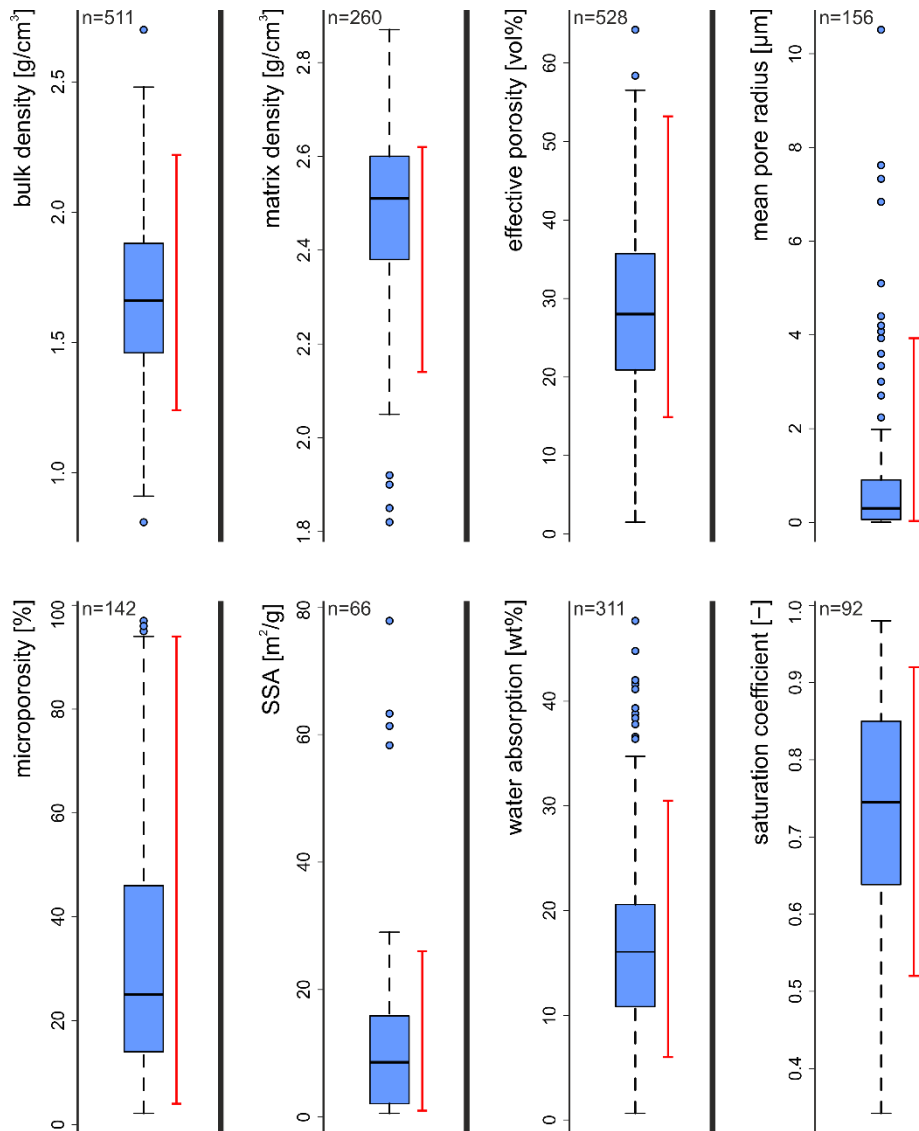 n=511
bulk density [g/cm³]
2.5
2.0
1.5
1.0
n=260
matrix density [g/cm³]
2.8
2.6
2.4
2.2
2.0
1.8
n=528
effective porosity [vol%]
60
50
40
30
20
10
0
n=156
mean pore radius [µm]
10
8
6
4
2
0
n=142
microporosity [%]
100
80
60
40
20
0
n=66
SSA [m²/g]
80
60
40
20
0
n=311
water absorption [wt%]
40
30
20
10
0
n=92
saturation coefficient [−]
1.0
0.9
0.8
0.7
0.6
0.5
0.4